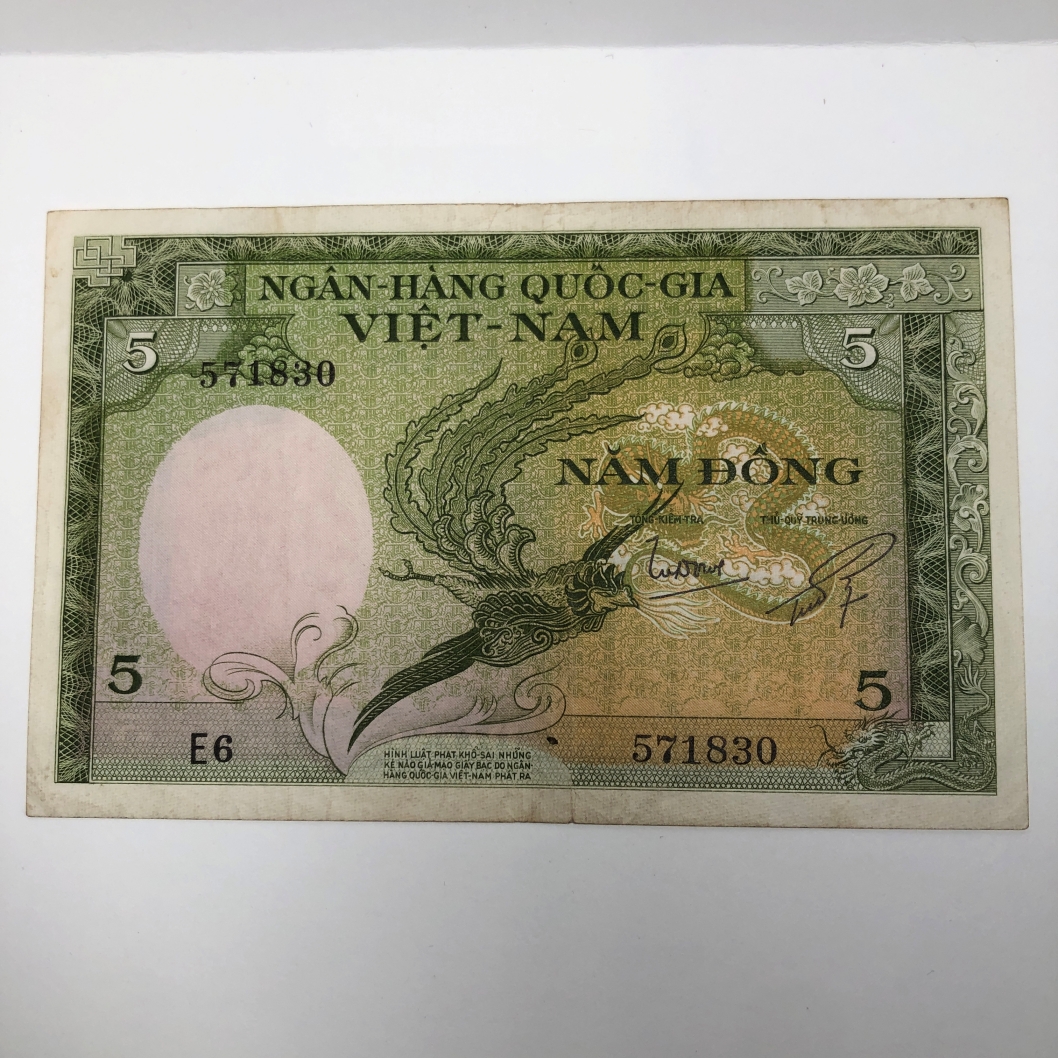 NGÂN-HÀNG QUỐC-GIA
VIỆT-NAM
5
5
571830
NĂM ĐỒNG
TỔNG-KIỂM-TRA
THỦ-QUỸ TRUNG-ƯƠNG
5
5
E6
HÌNH LUẬT PHẠT KHỔ-SAI NHỮNG
KẺ NÀO GIẢ-MẠO GIẤY BẠC DO NGÂN-
HÀNG QUỐC-GIA VIỆT-NAM PHÁT RA
571830